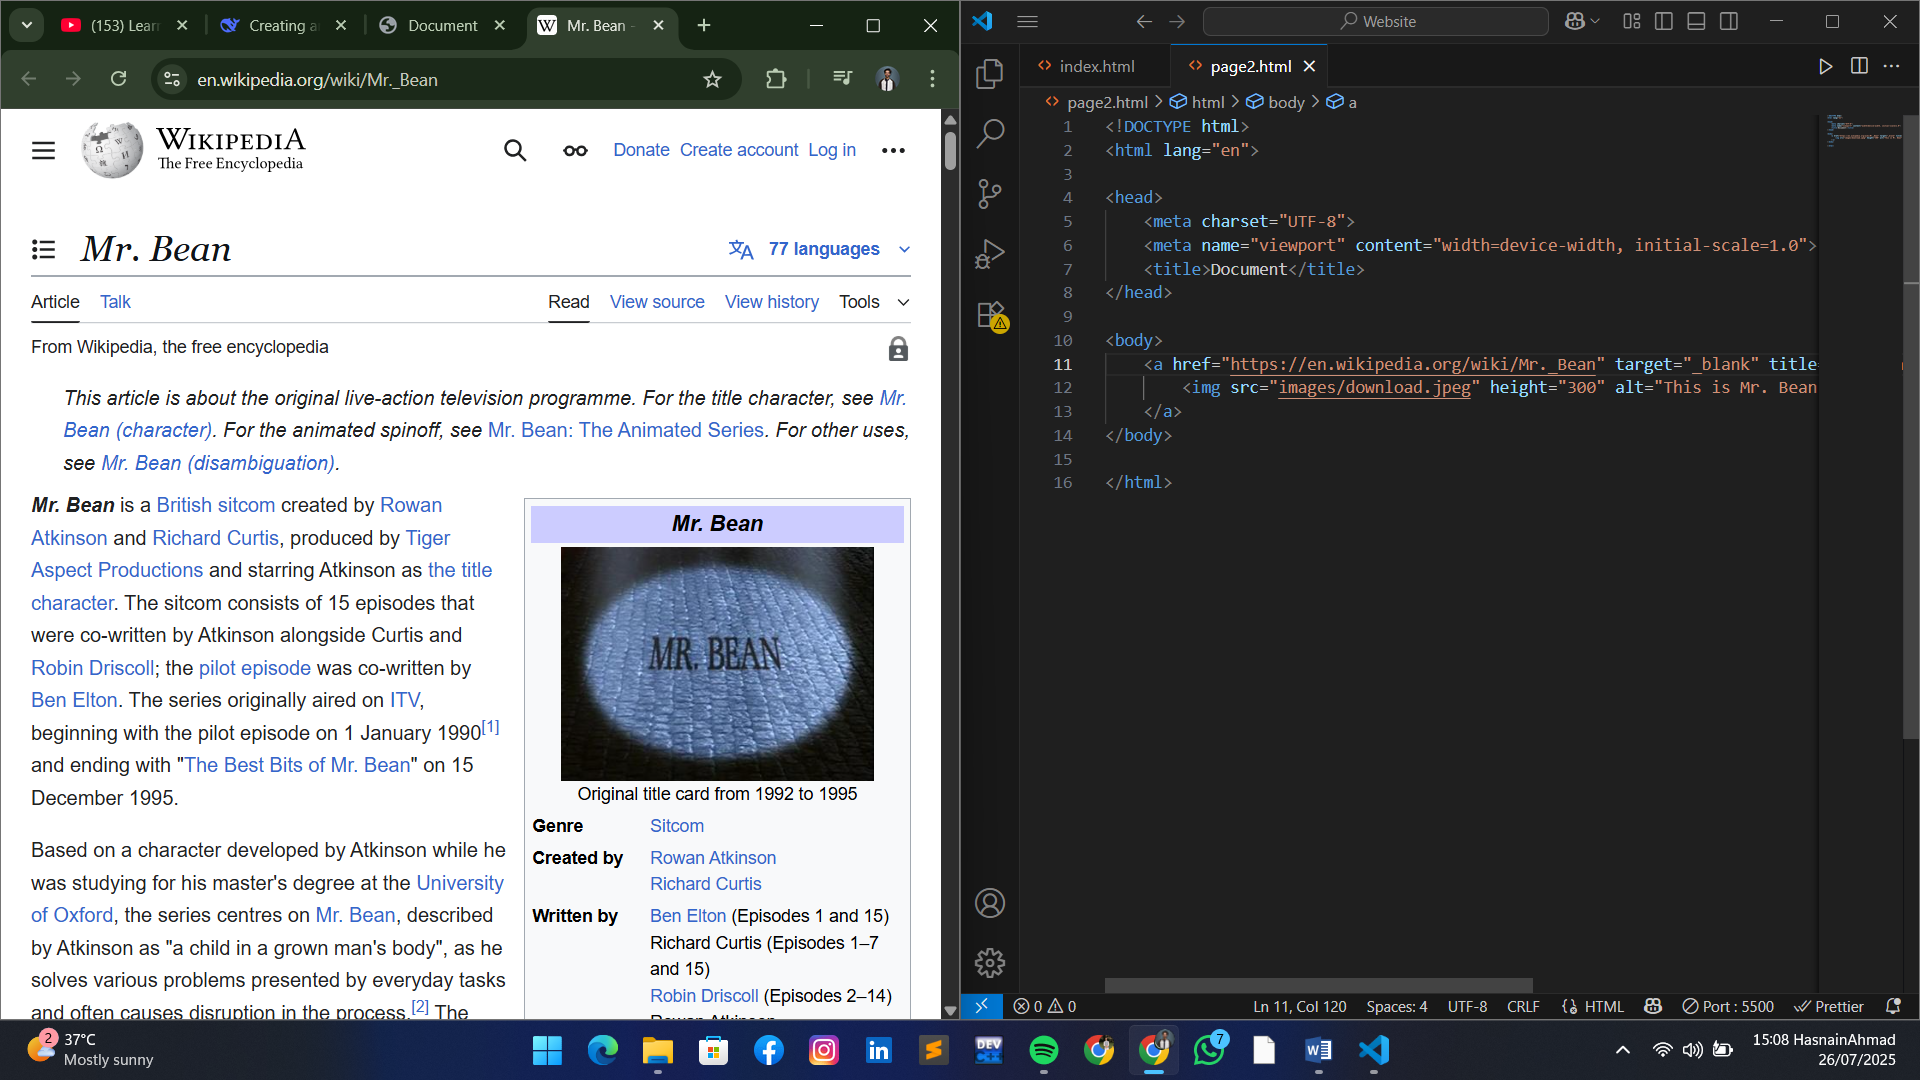 (153) Lear
Creating a
Document
Mr. Bean -
en.wikipedia.org/wiki/Mr._Bean
WIKIPEDIA
The Free Encyclopedia
Donate Create account Log in
Mr. Bean
77 languages
Article Talk Read View source View history Tools
From Wikipedia, the free encyclopedia
This article is about the original live-action television programme. For the title character, see Mr.
Bean (character). For the animated spinoff, see Mr. Bean: The Animated Series. For other uses,
see Mr. Bean (disambiguation).
Mr. Bean is a British sitcom created by Rowan
Atkinson and Richard Curtis, produced by Tiger
Aspect Productions and starring Atkinson as the title
character. The sitcom consists of 15 episodes that
were co-written by Atkinson alongside Curtis and
Robin Driscoll; the pilot episode was co-written by
Ben Elton. The series originally aired on ITV,
beginning with the pilot episode on 1 January 1990[1]
and ending with "The Best Bits of Mr. Bean" on 15
December 1995.
Based on a character developed by Atkinson while he
was studying for his master's degree at the University
of Oxford, the series centres on Mr. Bean, described
by Atkinson as "a child in a grown man's body", as he
solves various problems presented by everyday tasks
and often causes disruption in the process.[2] The
Mr. Bean
MR. BEAN
Original title card from 1992 to 1995
Genre Sitcom
Created by Rowan Atkinson
Richard Curtis
Written by Ben Elton (Episodes 1 and 15)
Richard Curtis (Episodes 1–7
and 15)
Robin Driscoll (Episodes 2–14)
Rowan Atkinson
Website
index.html
page2.html
page2.html > html > body > a
1 <!DOCTYPE html>
2 <html lang="en">
3
4 <head>
5 <meta charset="UTF-8">
6 <meta name="viewport" content="width=device-width, initial-scale=1.0">
7 <title>Document</title>
8 </head>
9
10 <body>
11 <a href="https://en.wikipedia.org/wiki/Mr._Bean" target="_blank" title
12 <img src="images/download.jpeg" height="300" alt="This is Mr. Bean
13 </a>
14 </body>
15
16 </html>
0 0 Ln 11, Col 120 Spaces: 4 UTF-8 CRLF {} HTML Port : 5500 Prettier
2
37°C
Mostly sunny
DEV
7
15:08 HasnainAhmad
26/07/2025